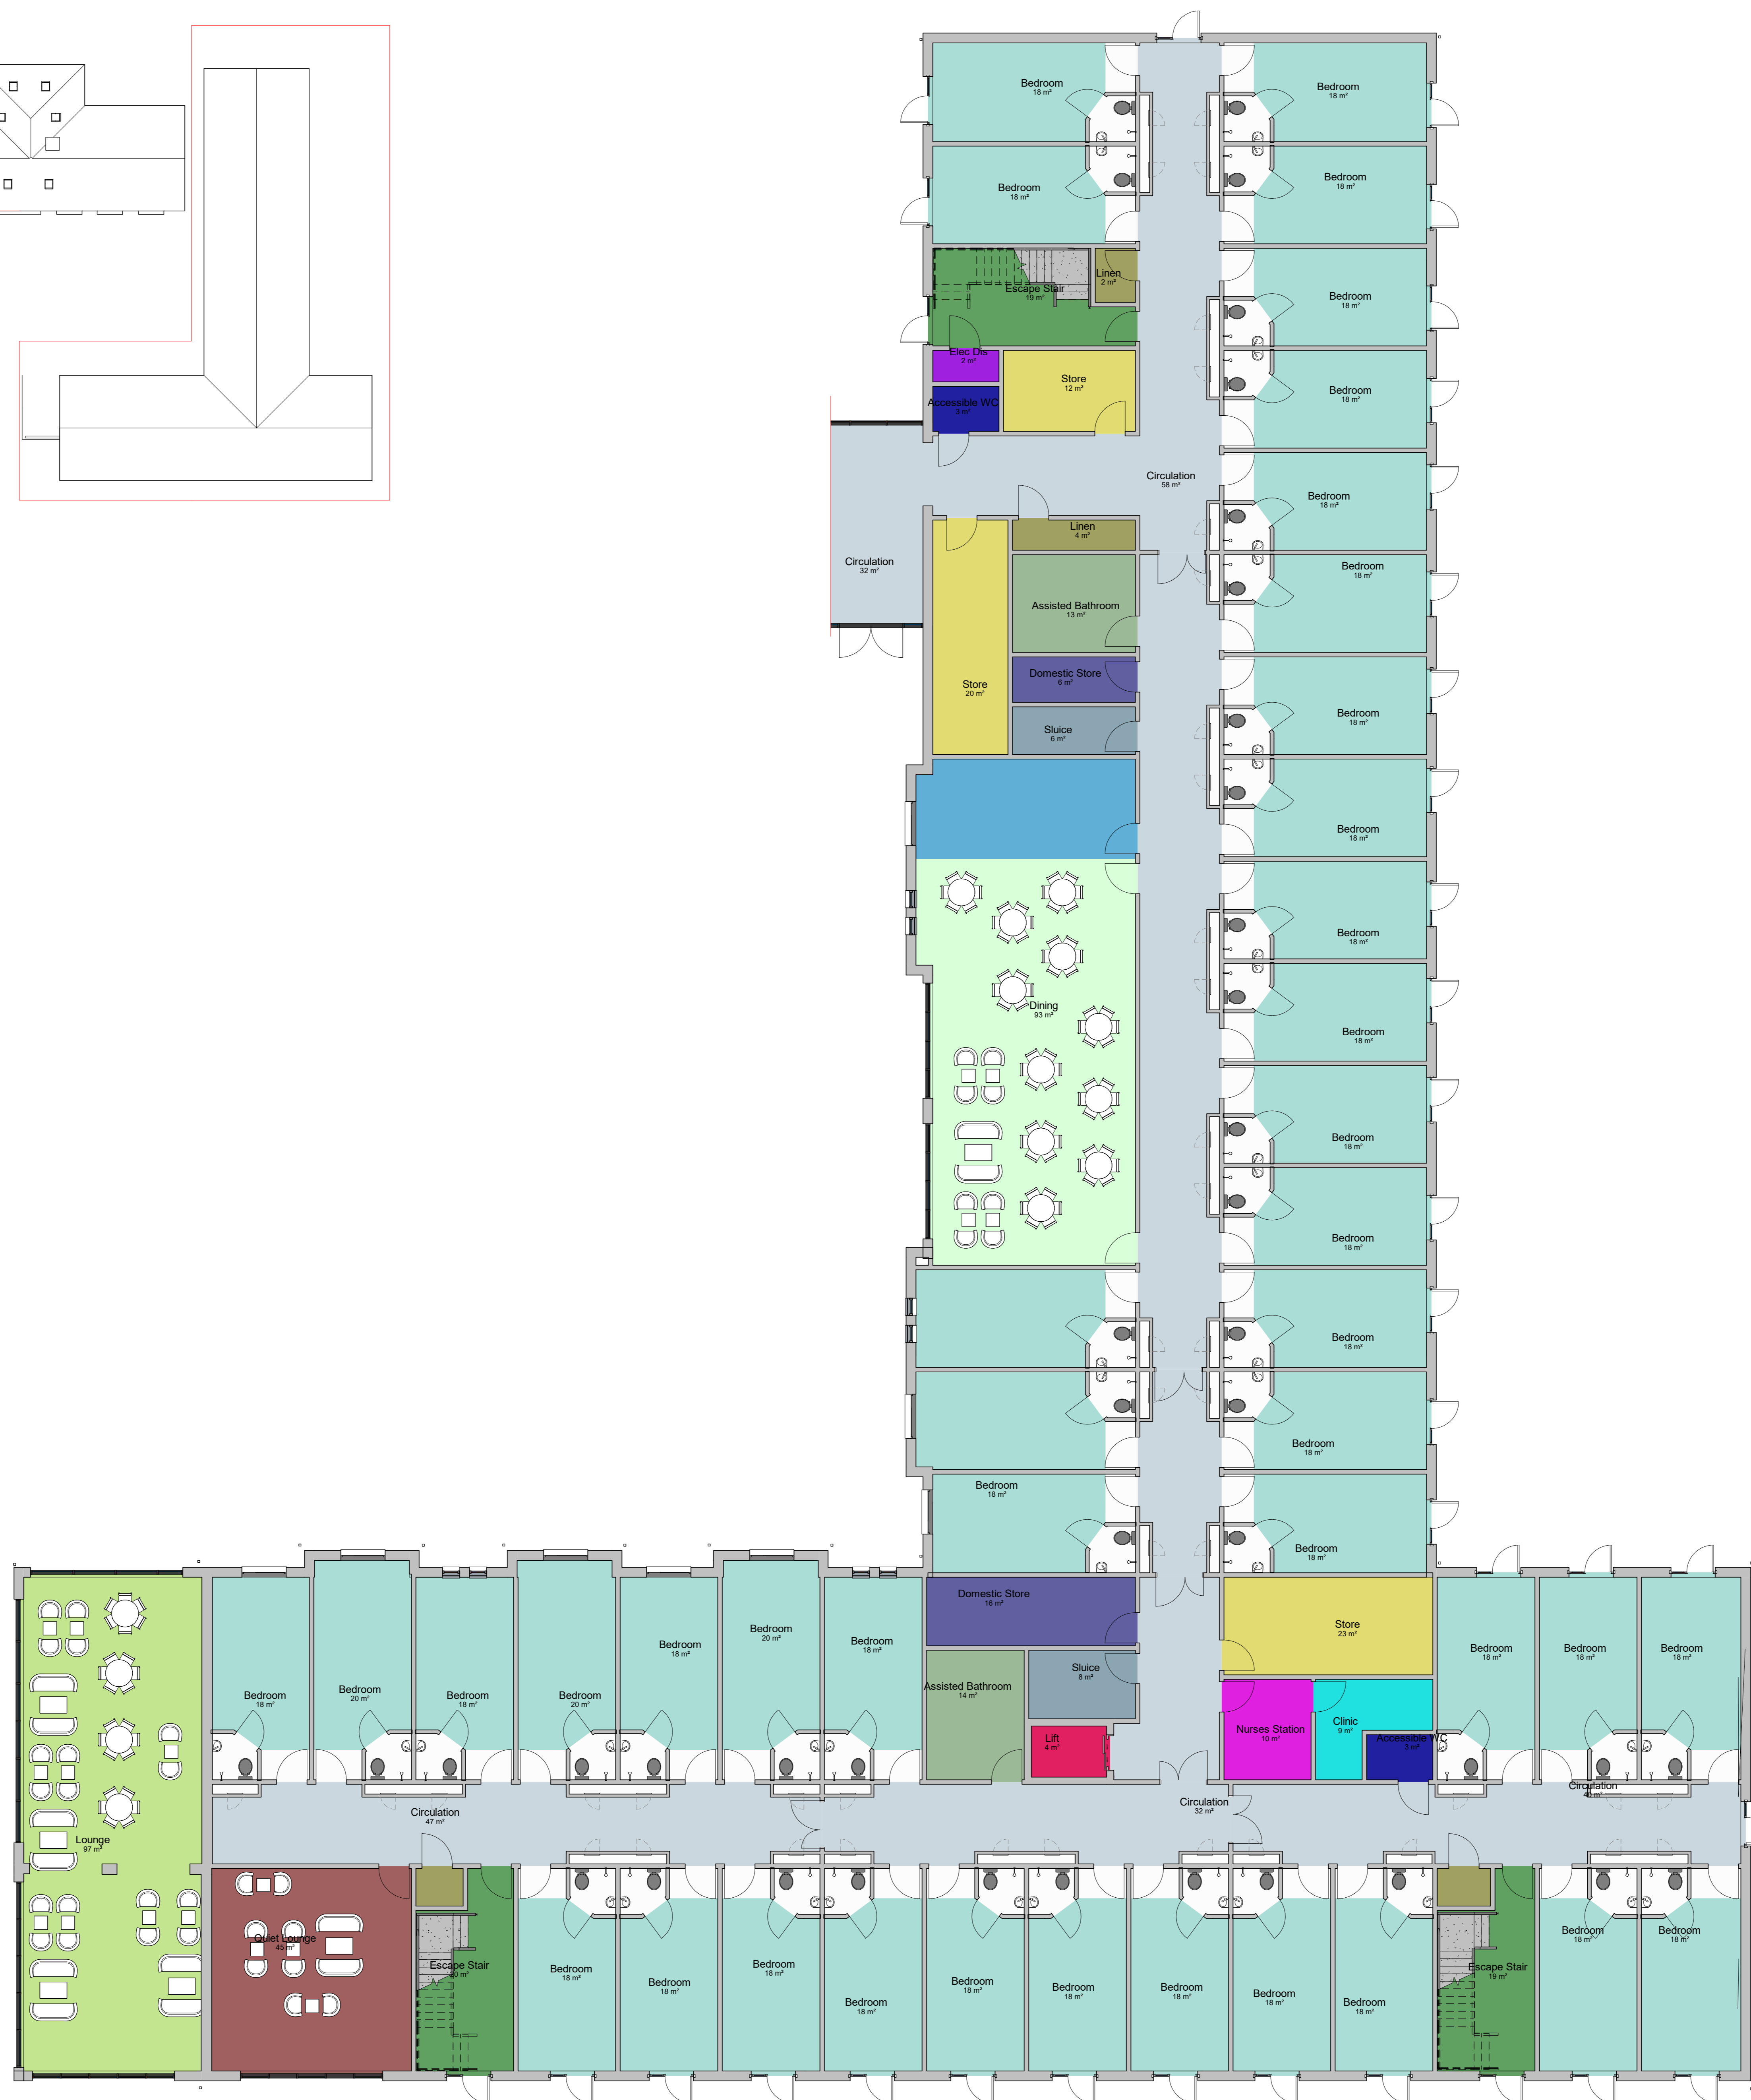 Bedroom
18 m²
Bedroom
18 m²
Bedroom
18 m²
Bedroom
18 m²
Linen
2 m²
Escape Stair
19 m²
Bedroom
18 m²
Elec Dis
2 m²
Store
12 m²
Accessible WC
3 m²
Bedroom
18 m²
Circulation
58 m²
Bedroom
18 m²
Linen
4 m²
Circulation
32 m²
Bedroom
18 m²
Assisted Bathroom
13 m²
Domestic Store
6 m²
Store
20 m²
Sluice
6 m²
Bedroom
18 m²
Bedroom
18 m²
Bedroom
18 m²
Dining
93 m²
Bedroom
18 m²
Bedroom
18 m²
Bedroom
18 m²
Bedroom
18 m²
Bedroom
18 m²
Bedroom
18 m²
Bedroom
18 m²
Domestic Store
16 m²
Store
23 m²
Bedroom
18 m²
Bedroom
20 m²
Bedroom
18 m²
Bedroom
18 m²
Bedroom
18 m²
Bedroom
18 m²
Bedroom
18 m²
Bedroom
20 m²
Bedroom
18 m²
Bedroom
20 m²
Assisted Bathroom
14 m²
Sluice
8 m²
Lift
4 m²
Nurses Station
10 m²
Clinic
9 m²
Accessible WC
3 m²
Circulation
47 m²
Circulation
32 m²
Circulation
Lounge
97 m²
Quiet Lounge
45 m²
Escape Stair
Bedroom
18 m²
Bedroom
18 m²
Bedroom
18 m²
Bedroom
18 m²
Bedroom
18 m²
Bedroom
18 m²
Bedroom
18 m²
Bedroom
18 m²
Bedroom
18 m²
Escape Stair
19 m²
Bedroom
18 m²
Bedroom
18 m²